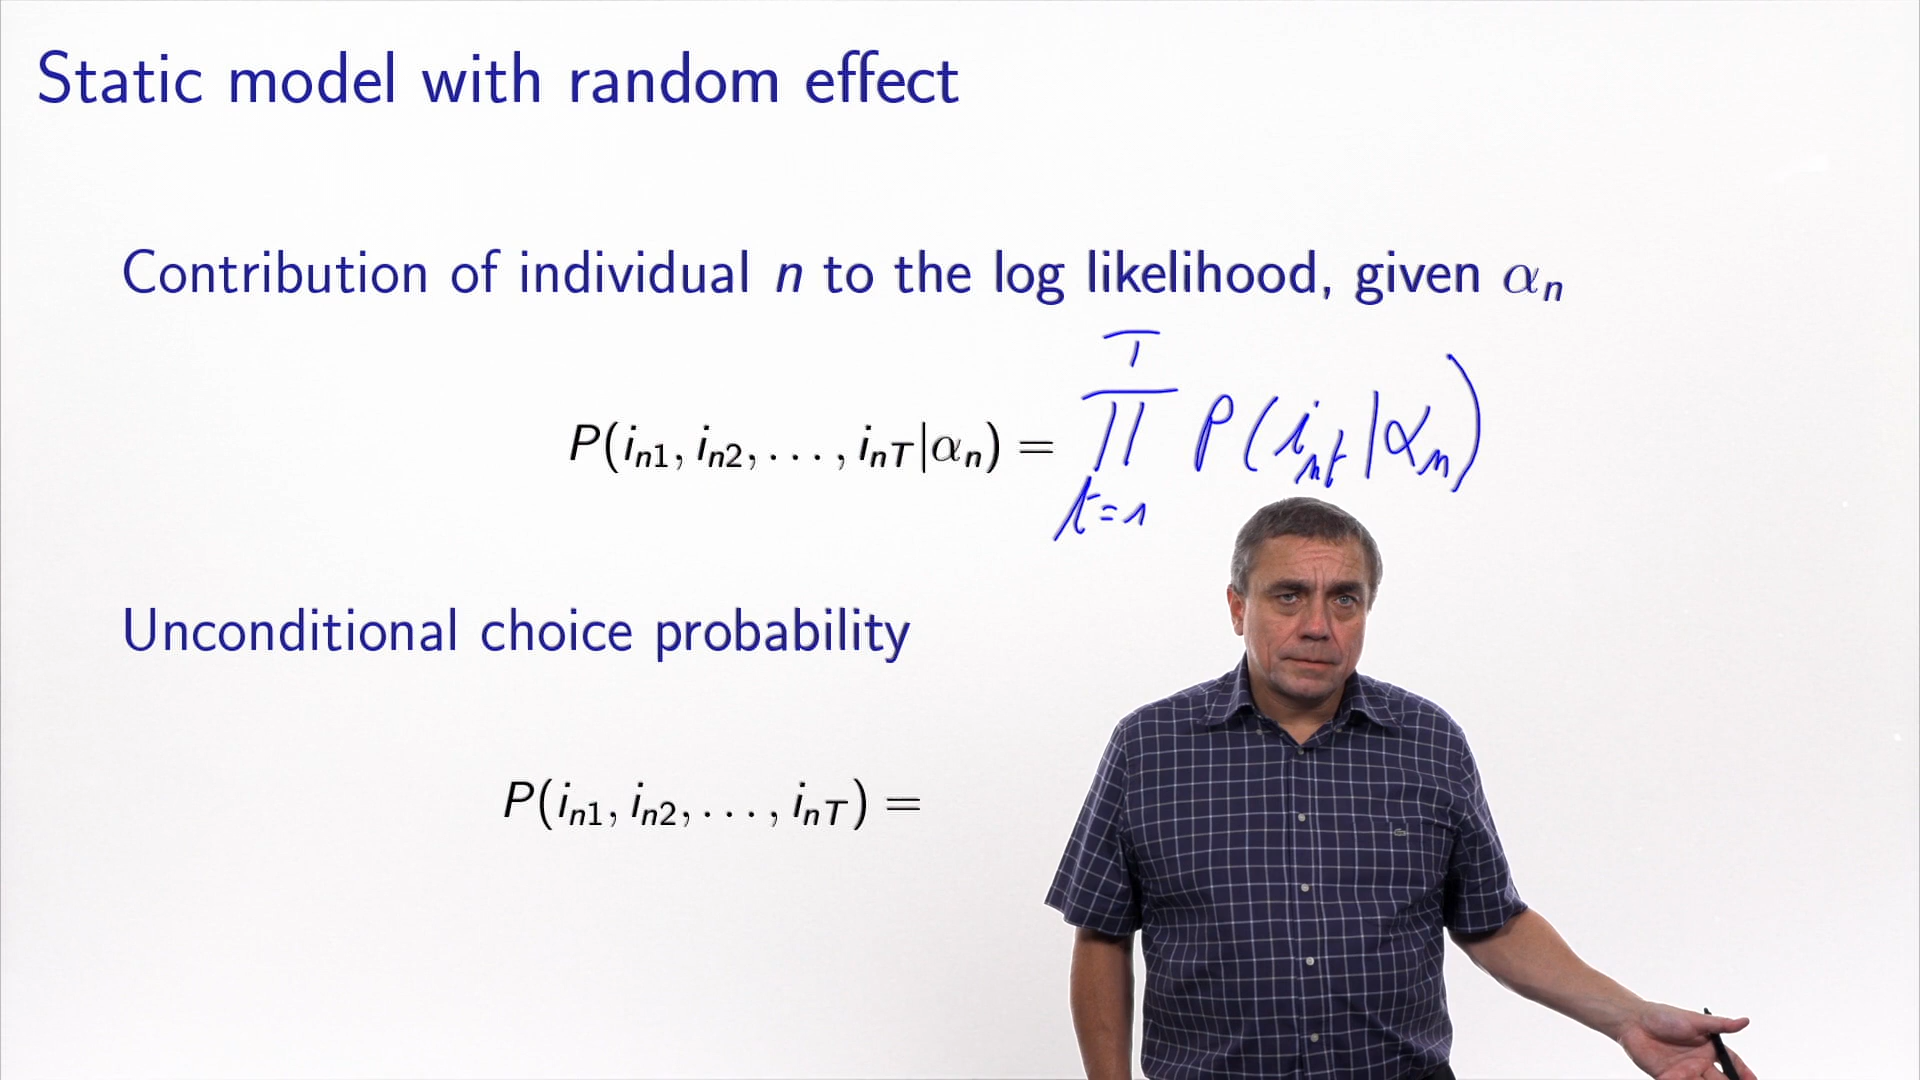 Static model with random effect
Contribution of individual n to the log likelihood, given αₙ
P(iₙ₁, iₙ₂, . . . , iₙT|αₙ) = ∏ₜ₌₁ᵀ P(iₙₜ|αₙ)
Unconditional choice probability
P(iₙ₁, iₙ₂, . . . , iₙT) =